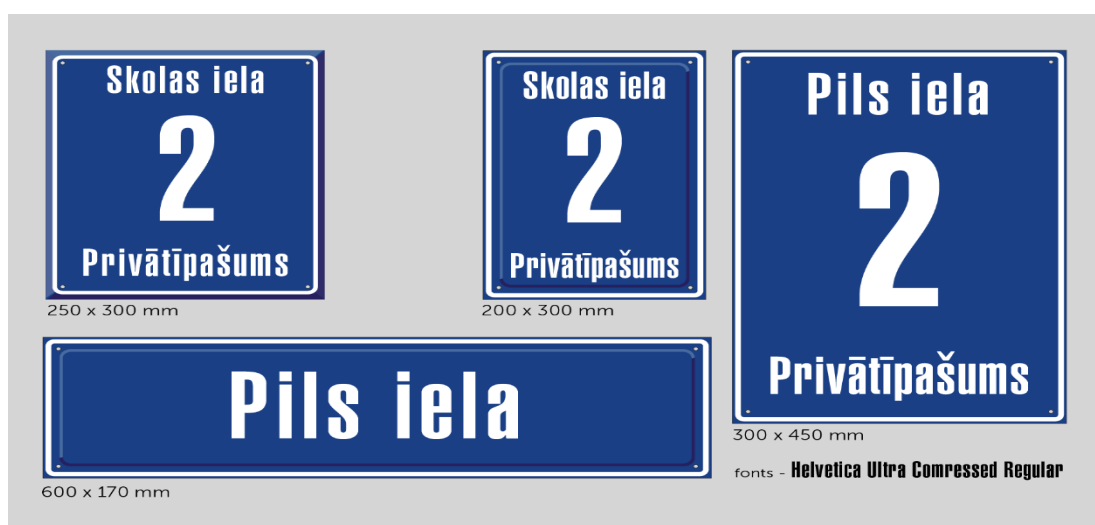 Skolas iela
2
Privātīpašums
250 x 300 mm
Skolas iela
2
Privātīpašums
200 x 300 mm
Pils iela
2
Privātīpašums
300 x 450 mm
Pils iela
600 x 170 mm
fonts - Helvetica Ultra Comressed Regular